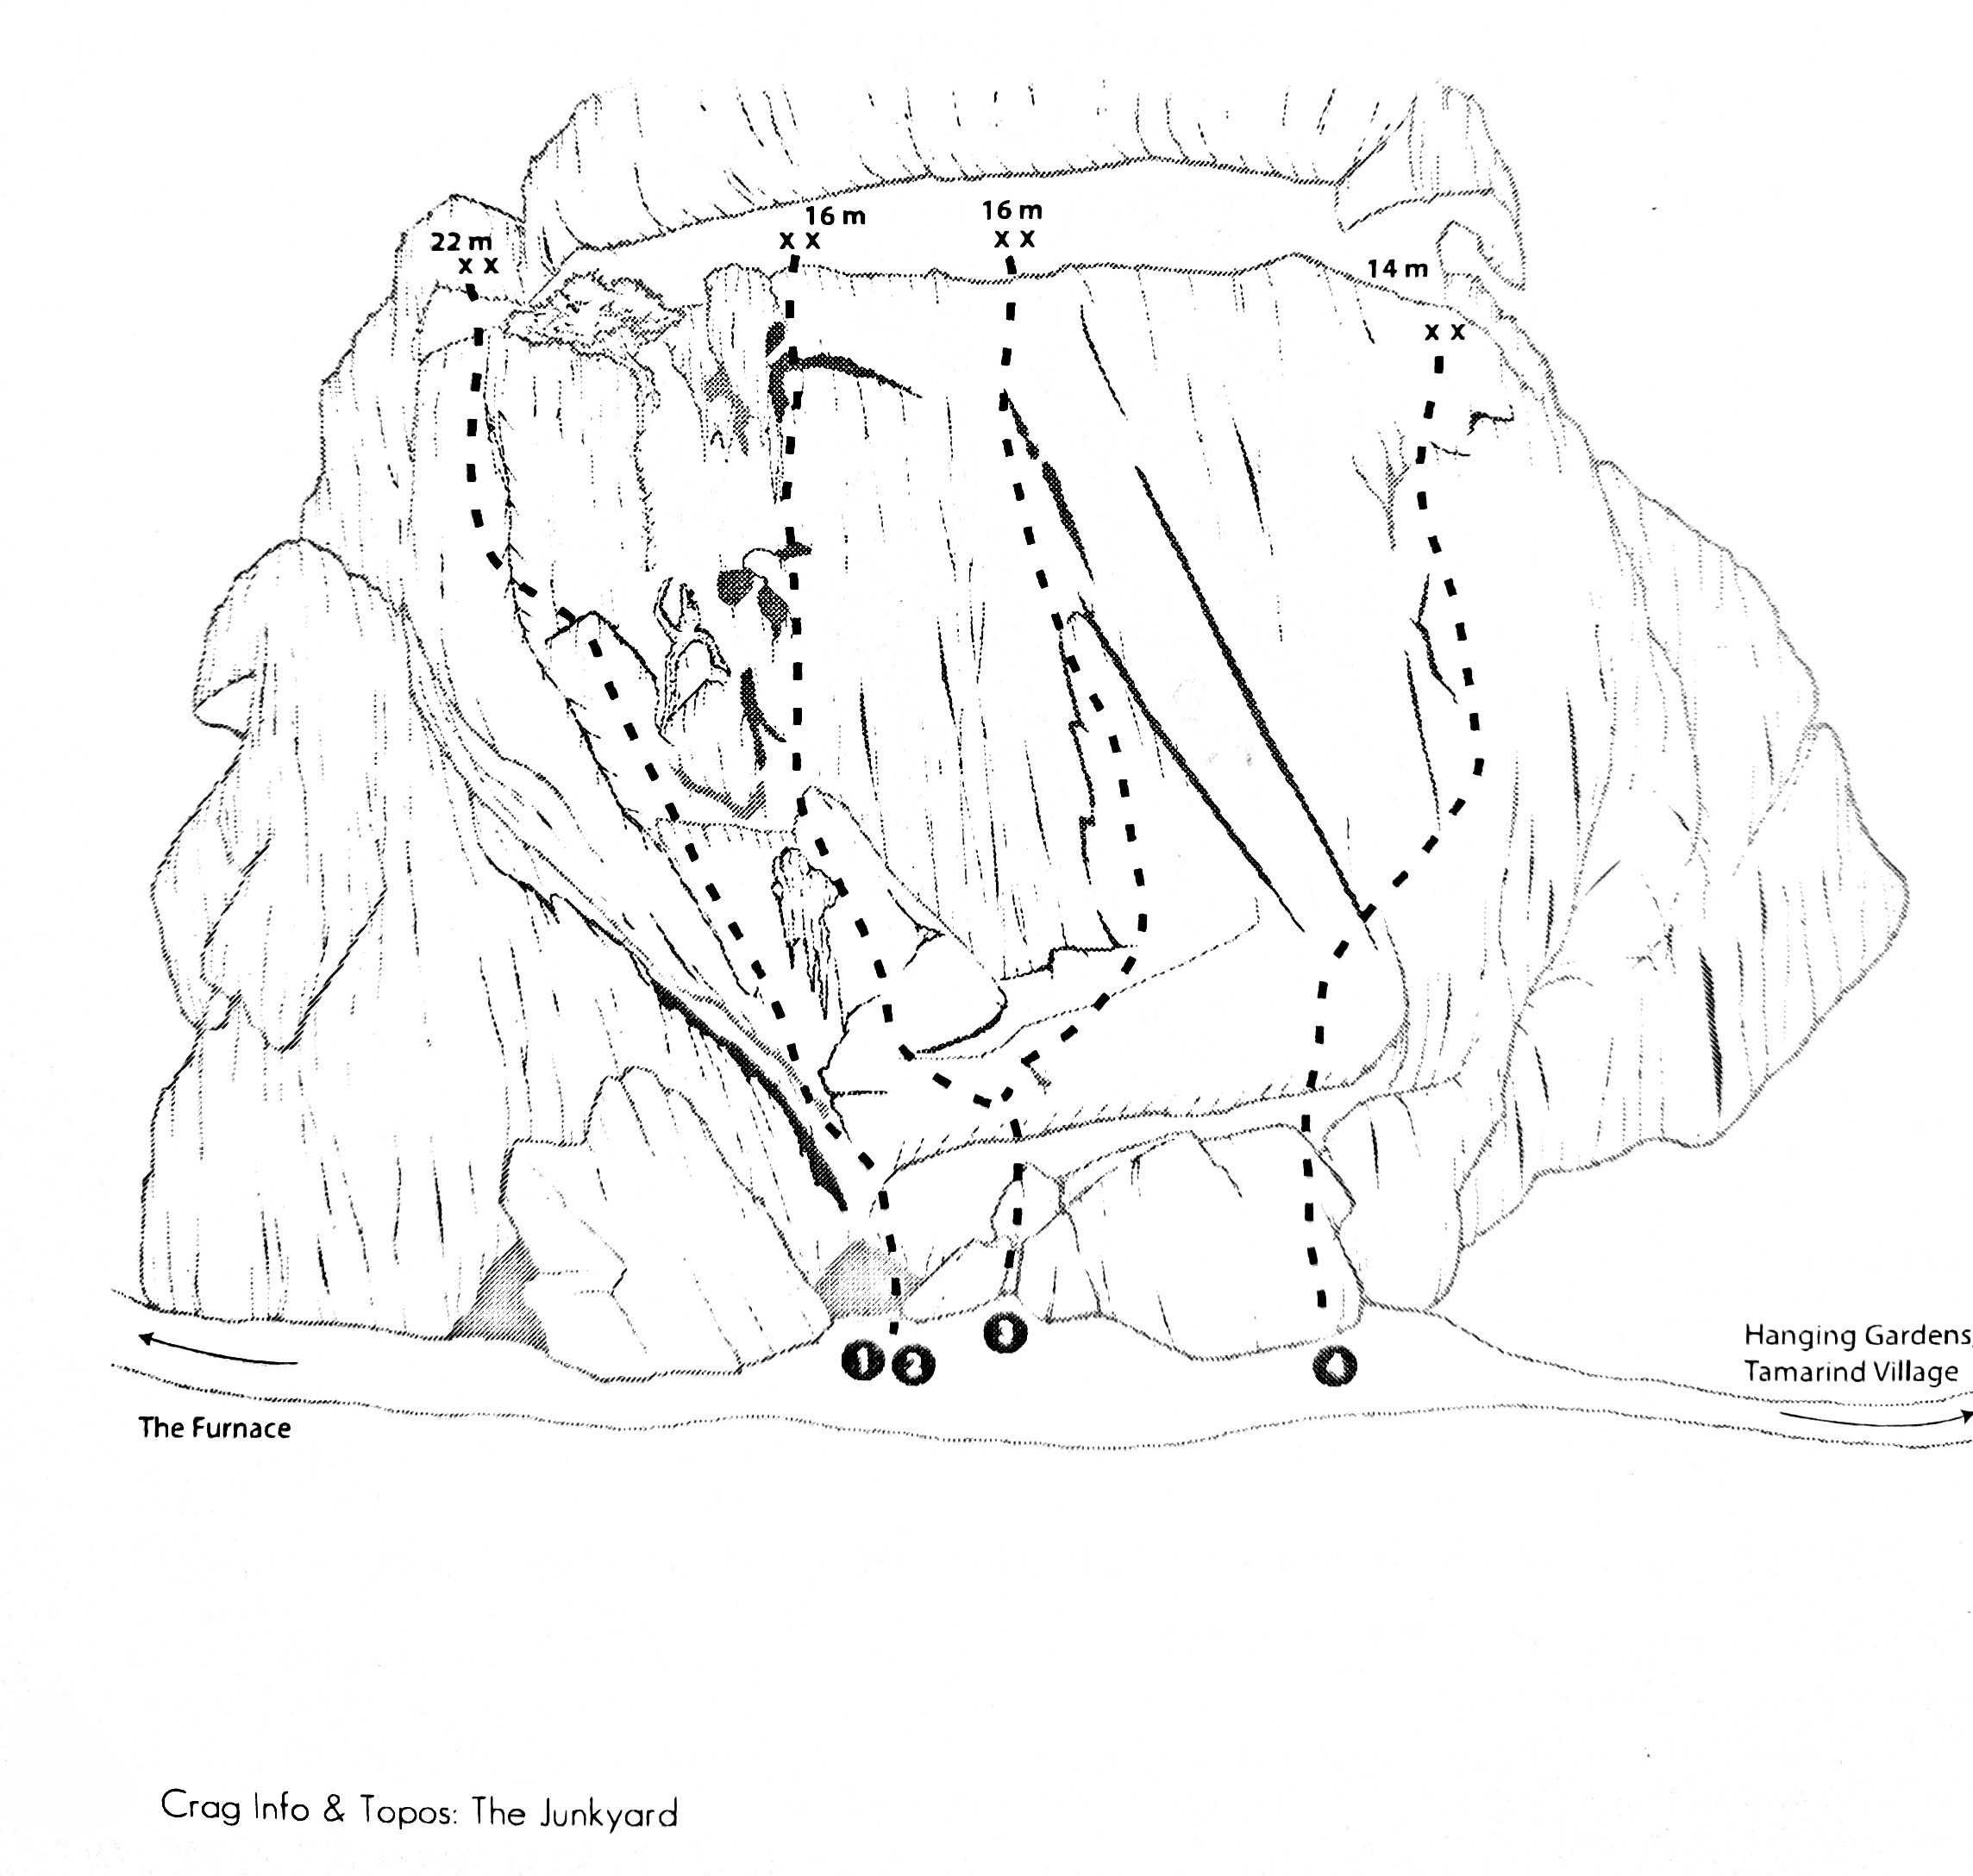 16 m
16 m
x x
x x
22 m
x x
14 m
x x
1 2
3
4
Hanging Gardens,
Tamarind Village
The Furnace
Crag Info & Topos: The Junkyard